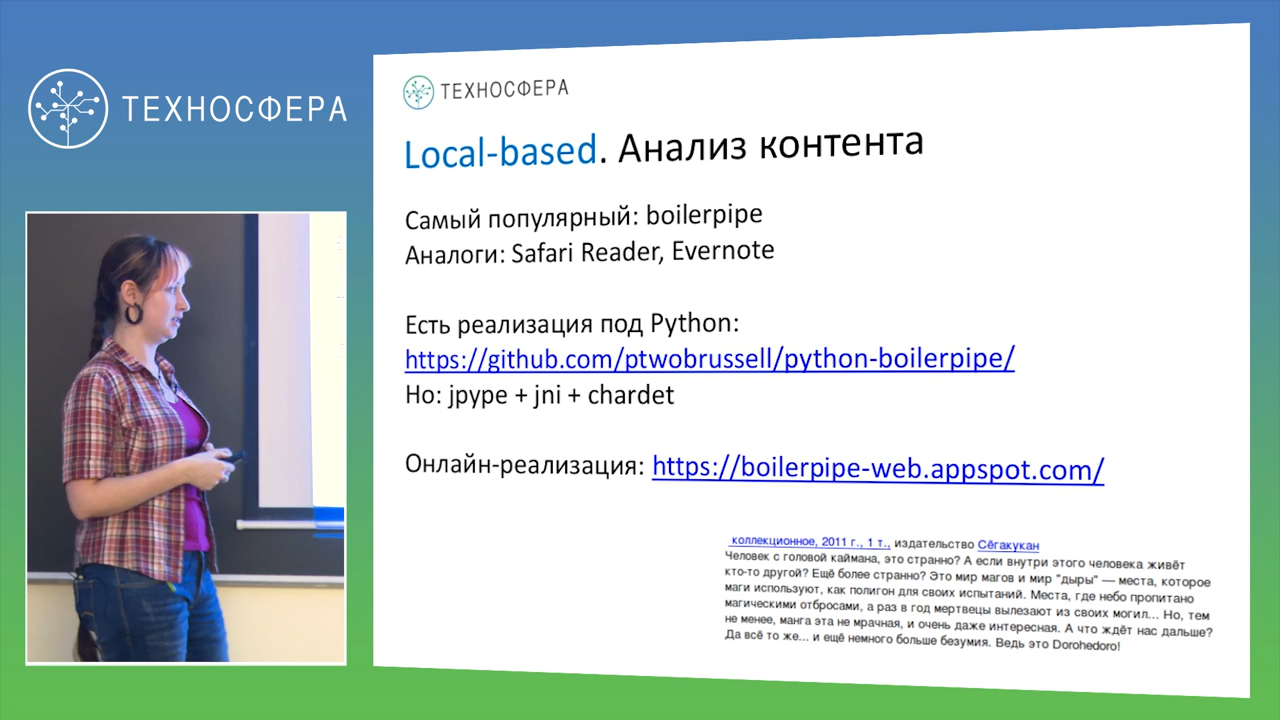 ТЕХНОСФЕРА
ТЕХНОСФЕРА
Local-based. Анализ контента
Самый популярный: boilerpipe
Аналоги: Safari Reader, Evernote
Есть реализация под Python:
https://github.com/ptwobrussell/python-boilerpipe/
Но: jpype + jni + chardet
Онлайн-реализация: https://boilerpipe-web.appspot.com/
коллекционное, 2011 г., 1 т., издательство Сёгакукан
Человек с головой каймана, это странно? А если внутри этого человека живёт
кто-то другой? Ещё более странно? Это мир магов и мир "дыры" — места, которое
маги используют, как полигон для своих испытаний. Места, где небо пропитано
магическими отбросами, а раз в год мертвецы вылезают из своих могил... Но, тем
не менее, манга эта не мрачная, и очень даже интересная. А что ждёт нас дальше?
Да всё то же... и ещё немного больше безумия. Ведь это Dorohedoro!